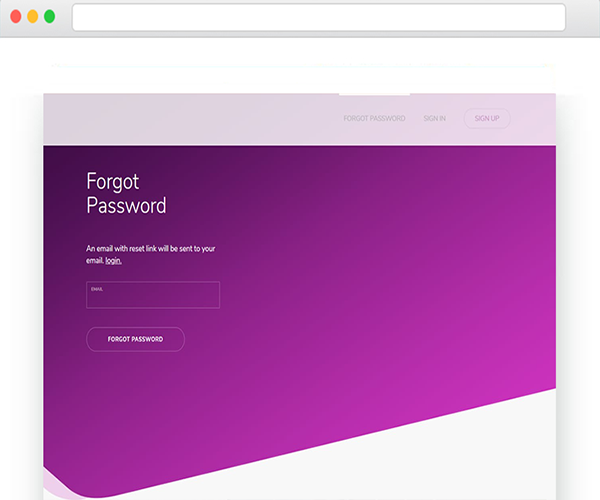 FORGOT PASSWORD SIGN IN SIGN UP
Forgot
Password
An email with reset link will be sent to your
email. login.
EMAIL
FORGOT PASSWORD